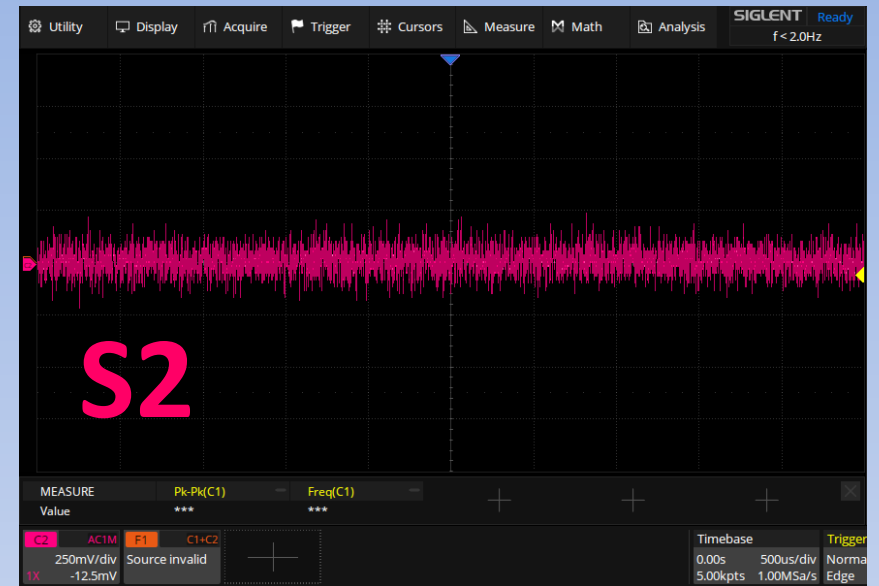 Utility Display Acquire Trigger Cursors Measure Math Analysis
SIGLENT Ready
f < 2.0Hz
S2
MEASURE Pk-Pk(C1) Freq(C1)
Value *** ***
C2 AC1M F1 C1+C2 Timebase Trigger
250mV/div Source invalid 0.00s 500us/div Norma
1X -12.5mV 5.00kpts 1.00MSa/s Edge